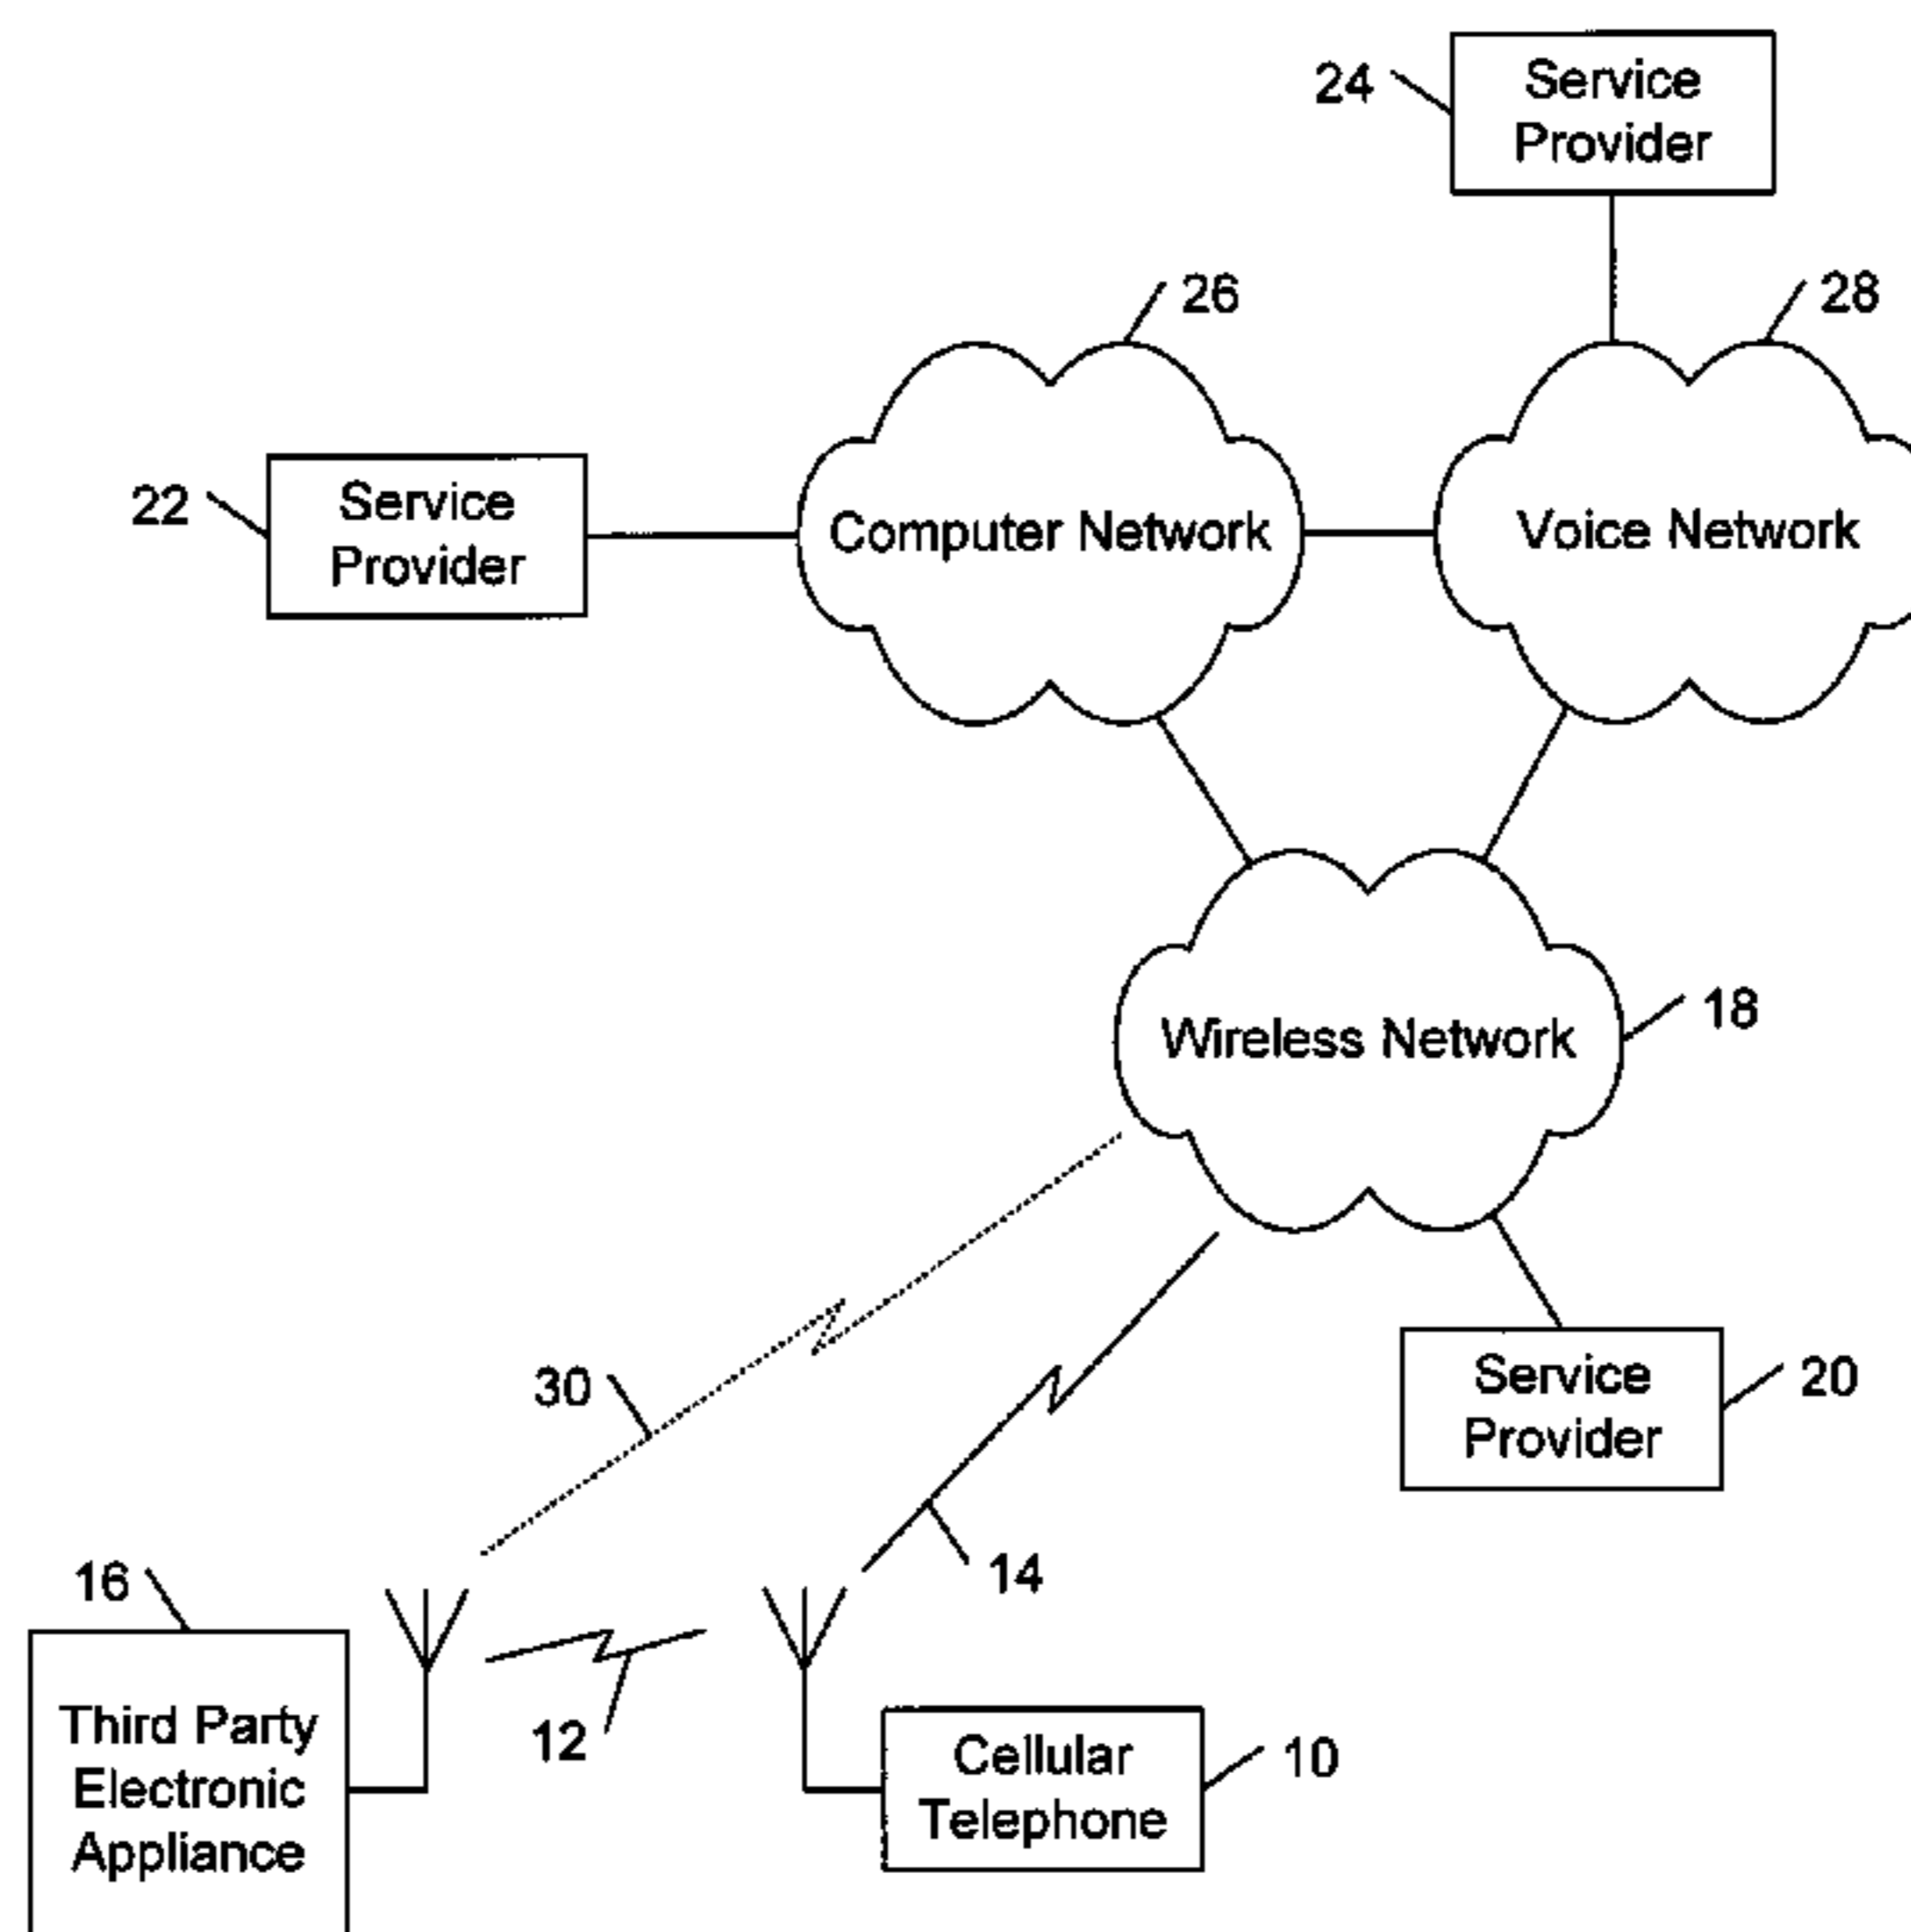 24
Service
Provider
26
28
22
Service
Provider
Computer Network
Voice Network
Wireless Network
18
30
Service
Provider
20
14
16
12
Third Party
Electronic
Appliance
Cellular
Telephone
10